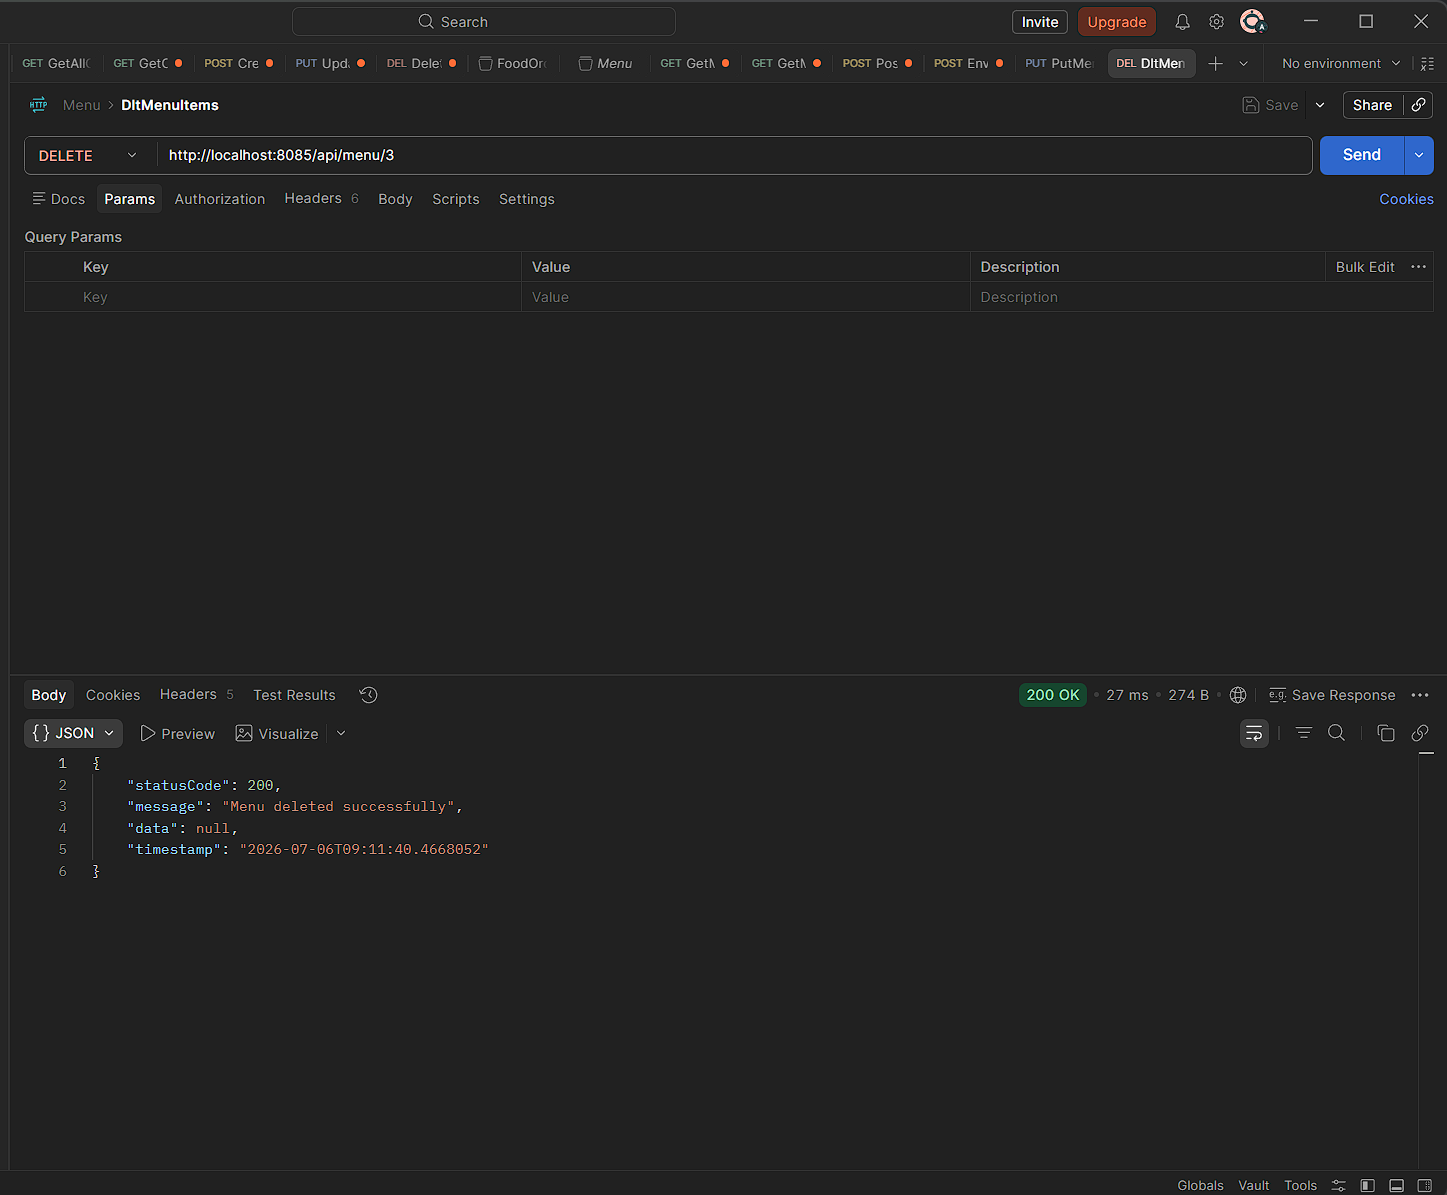 Search
Invite
Upgrade
GET GetAll
GET GetC
POST Cre
PUT Upd
DEL Delet
FoodOr
Menu
GET GetM
GET GetM
POST Pos
POST Env
PUT PutMe
DEL DltMen
No environment
HTTP
Menu > DltMenuItems
Save
Share
DELETE
http://localhost:8085/api/menu/3
Send
Docs
Params
Authorization
Headers 6
Body
Scripts
Settings
Cookies
Query Params
Key
Value
Description
Bulk Edit
Key
Value
Description
Body
Cookies
Headers 5
Test Results
200 OK
27 ms
274 B
e.g. Save Response
{} JSON
Preview
Visualize
1 {
2 "statusCode": 200,
3 "message": "Menu deleted successfully",
4 "data": null,
5 "timestamp": "2026-07-06T09:11:40.4668052"
6 }
Globals
Vault
Tools